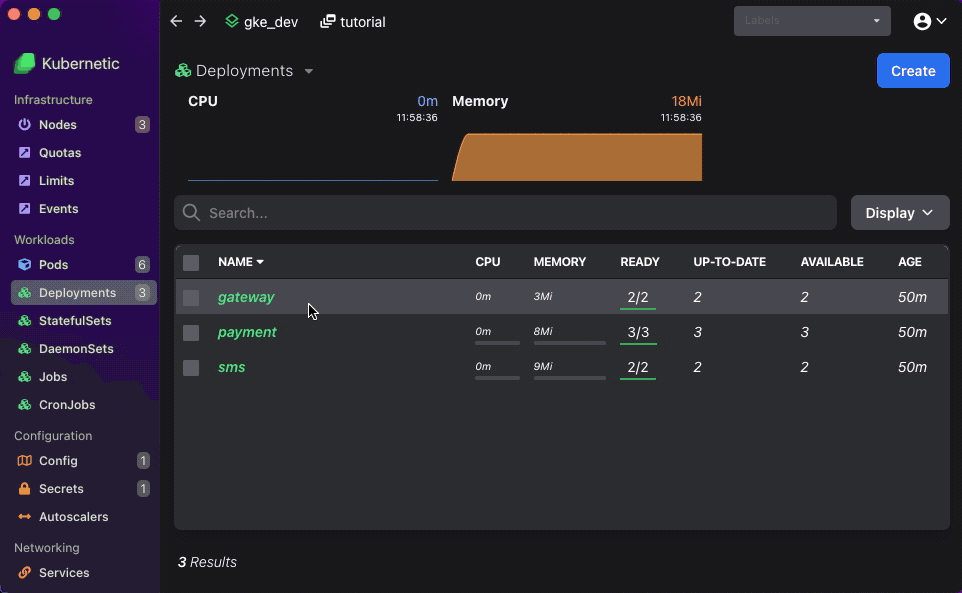 gke_dev
tutorial
Labels
Kubernetic
Infrastructure
Nodes 3
Quotas
Limits
Events
Workloads
Pods 6
Deployments 3
StatefulSets
DaemonSets
Jobs
CronJobs
Configuration
Config 1
Secrets 1
Autoscalers
Networking
Services
Deployments
Create
CPU 0m
11:58:36
Memory 18Mi
11:58:36
Search...
Display
NAME CPU MEMORY READY UP-TO-DATE AVAILABLE AGE
gateway 0m 3Mi 2/2 2 2 50m
payment 0m 8Mi 3/3 3 3 50m
sms 0m 9Mi 2/2 2 2 50m
3 Results